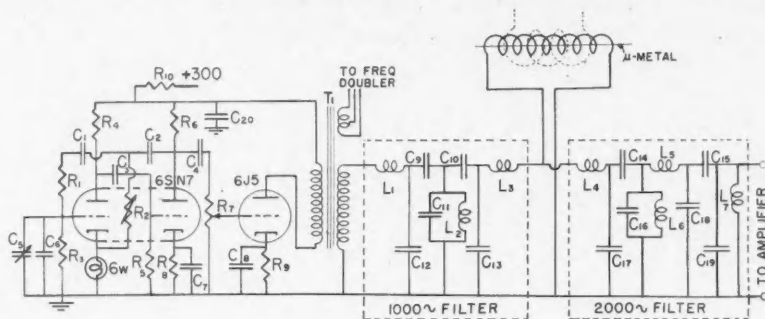 R10 +300
TO FREQ
DOUBLER
μ-METAL
R4
R6
C20
T1
C1
C2
C3
C4
6SN7
6J5
R1
R2
R7
L1
C9
C10
L3
L4
C14
L5
C15
C11
L2
C16
L6
C18
L7
C5
C6
R3
6W
R5
R8
C7
C8
R9
C12
C13
C17
C19
TO AMPLIFIER
1000~ FILTER
2000~ FILTER